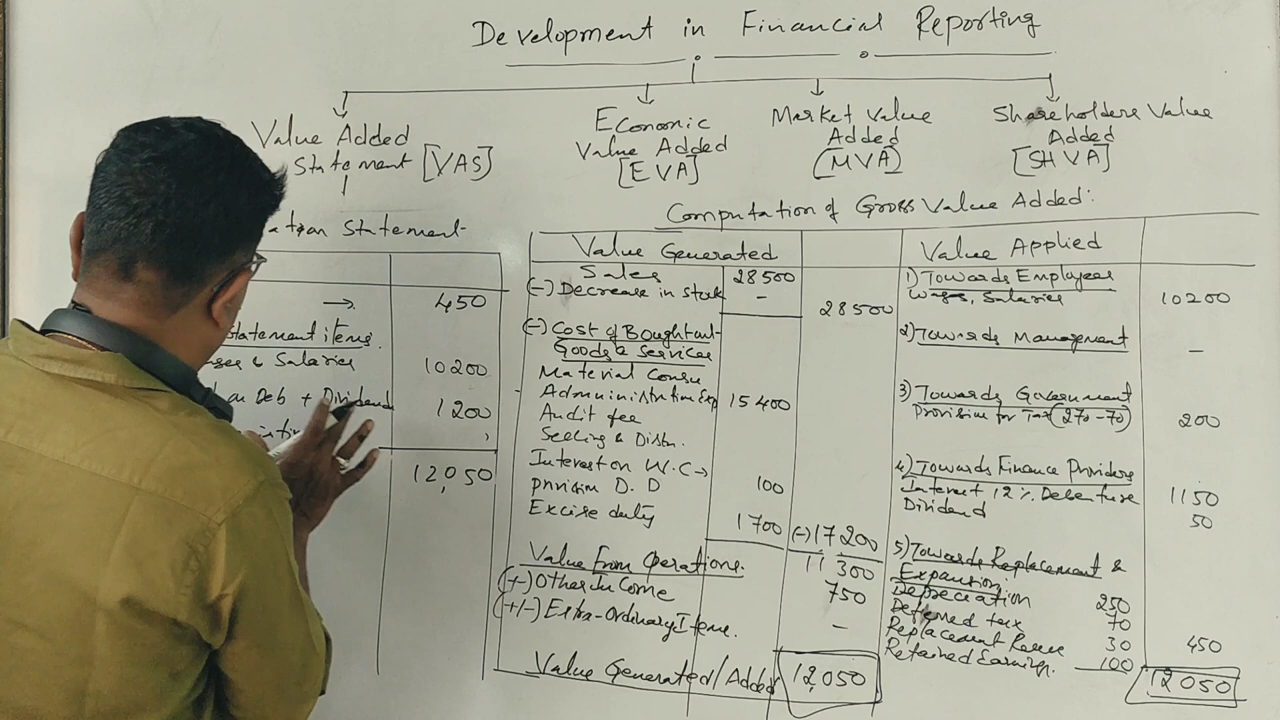 Development in Financial Reporting
Value Added
Statement [VAS]
Economic
Value Added
[EVA]
Market Value
Added
(MVA)
Shareholders Value
Added
[SHVA]
Statement
450
Statement items.
& Salaries
10200
Deb + Dividend
1200
12,050
Computation of Gross Value Added:
Value Generated
Sales 28500
(-) Decrease in stock -
28500
(-) Cost of Bought out
Goods & Services
Material Consu
Admministration Exp 15400
Audit fee
Selling & Distn.
Interest on W.C →
provision D.D 100
Excise duty 1700 (-) 17200
Value From Operations. 11300
(+) Other InCome 750
(+/-) Extra-Ordinary Items. -
Value Generated/Added 12,050
Value Applied
1) Towards Employees
Wages, Salaries 10200
2) Towards Management -
3) Towards Government
Provision for Tax (270-70) 200
4) Towards Finance Providers
Interest 12% Debenture 1150
Dividend 50
5) Towards Replacement &
Expansion:
Depreciation 250
Deferred tax 70
Replacement Reserve 30 450
Retained Earnings. 100
12050